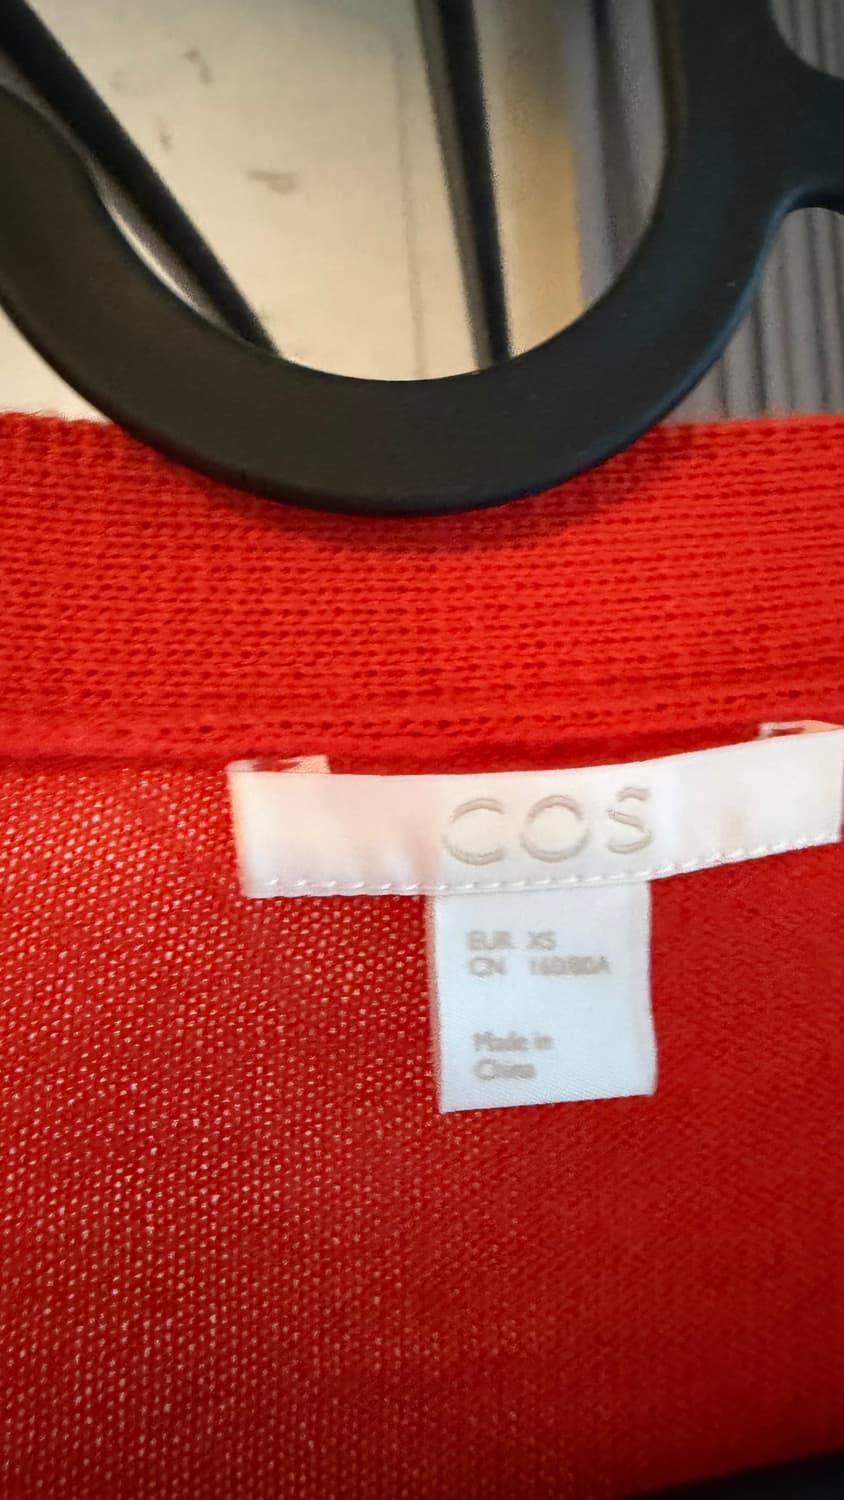 COS
EUR XS
CN 160/80A
Made in
China